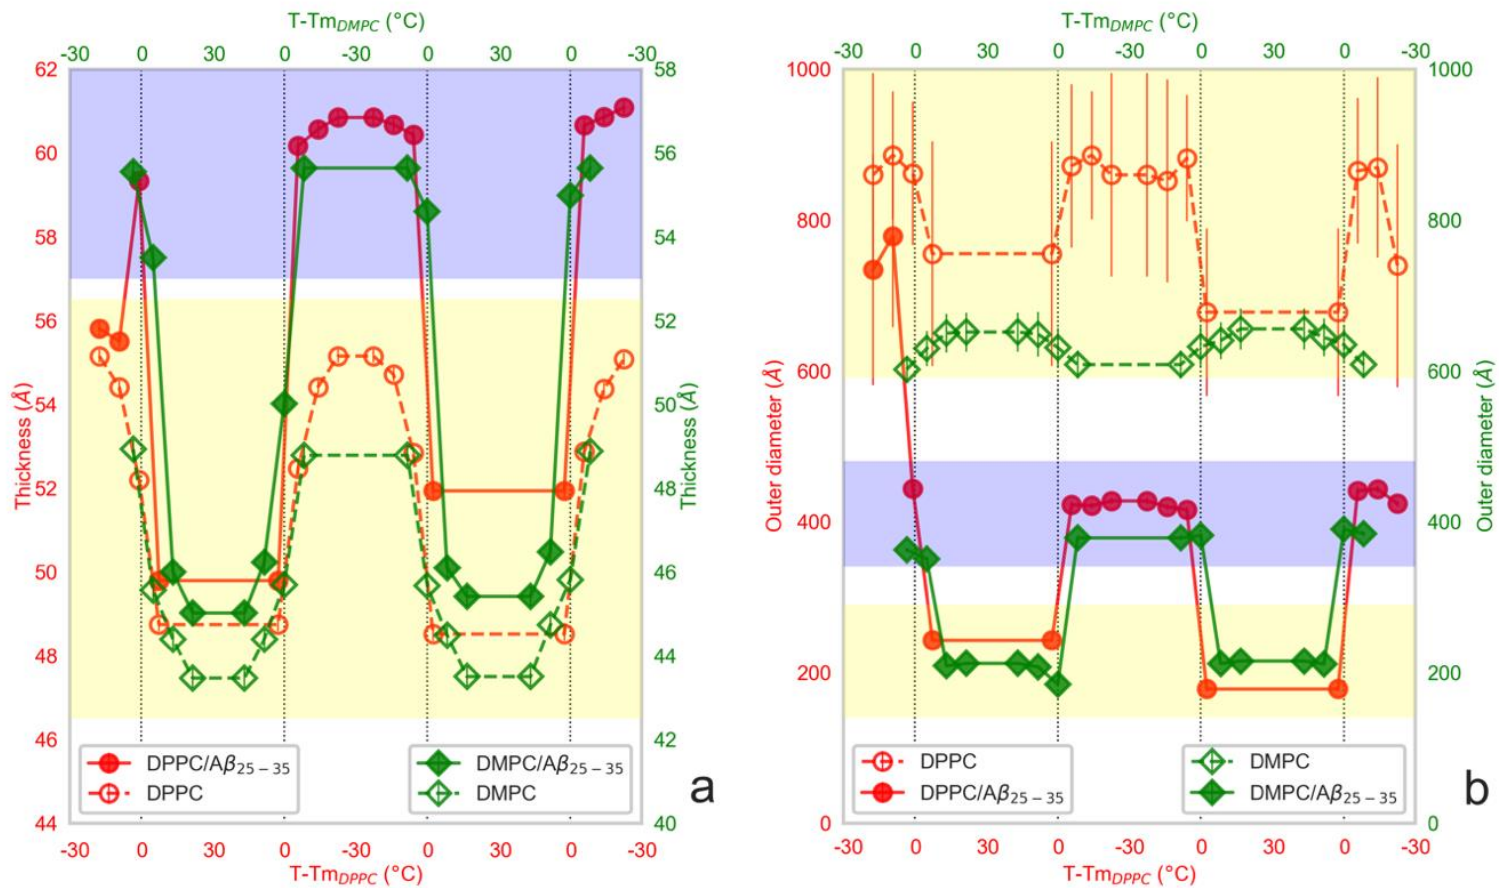 T-Tm_DMPC (°C)
-30 0 30 0 -30 0 30 0 -30
62
60
58
56
54
52
50
48
46
44
Thickness (Å)
58
56
54
52
50
48
46
44
42
40
Thickness (Å)
DPPC/Aβ25−35
DPPC
DMPC/Aβ25−35
DMPC
a
-30 0 30 0 -30 0 30 0 -30
T-Tm_DPPC (°C)
T-Tm_DMPC (°C)
-30 0 30 0 -30 0 30 0 -30
1000
800
600
400
200
0
Outer diameter (Å)
1000
800
600
400
200
0
Outer diameter (Å)
DPPC
DPPC/Aβ25−35
DMPC
DMPC/Aβ25−35
b
-30 0 30 0 -30 0 30 0 -30
T-Tm_DPPC (°C)